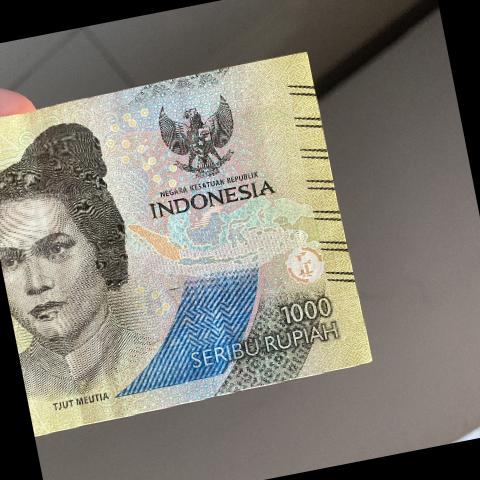 NEGARA KESATUAN REPUBLIK
INDONESIA
1000
SERIBU RUPIAH
TJUT MEUTIA